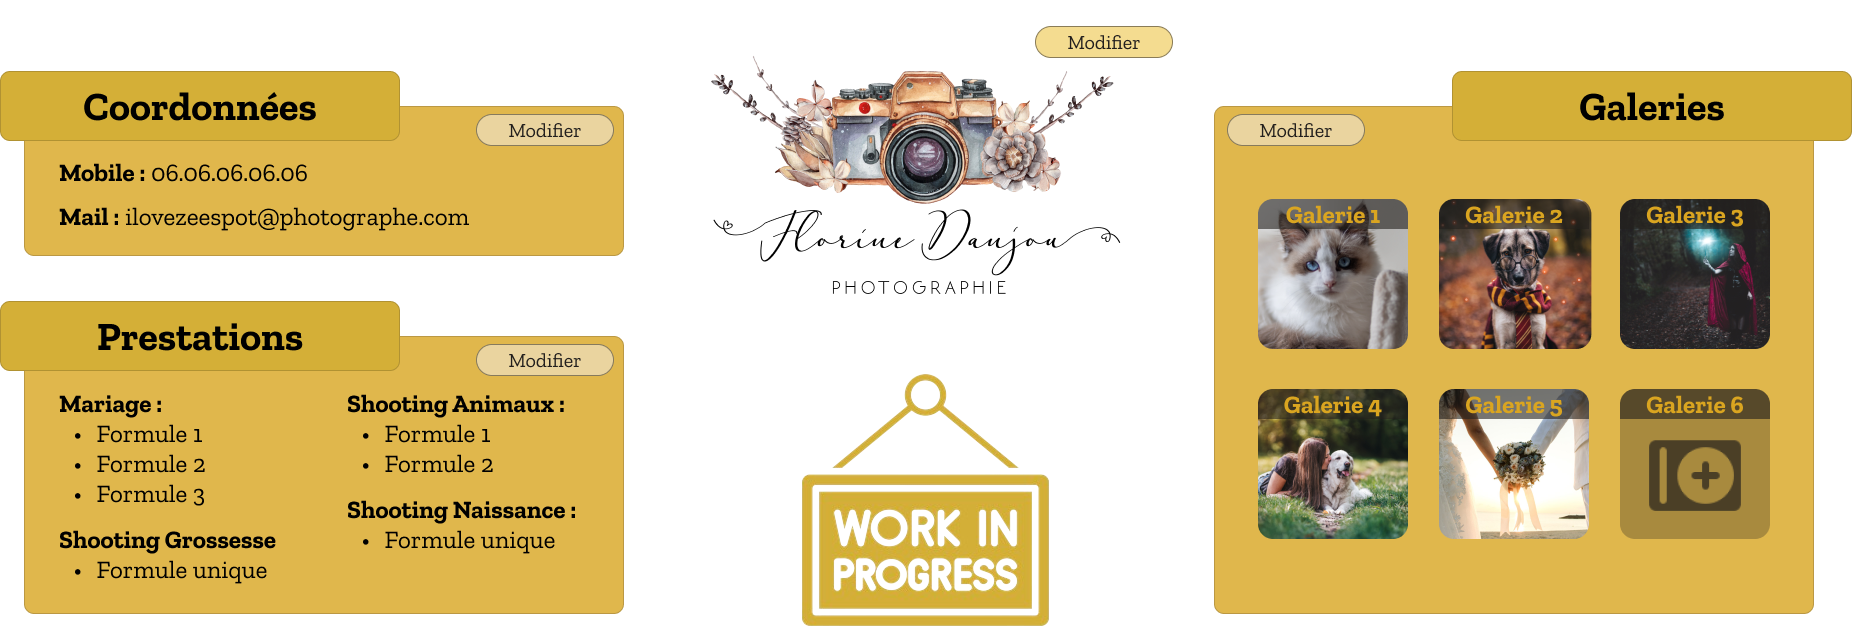 Coordonnées
Modifier
Mobile : 06.06.06.06.06
Mail : ilovezeespot@photographe.com
Prestations
Modifier
Mariage :
• Formule 1
• Formule 2
• Formule 3
Shooting Grossesse
• Formule unique
Shooting Animaux :
• Formule 1
• Formule 2
Shooting Naissance :
• Formule unique
Modifier
Florine Danjou
PHOTOGRAPHIE
WORK IN
PROGRESS
Galeries
Modifier
Galerie 1
Galerie 2
Galerie 3
Galerie 4
Galerie 5
Galerie 6